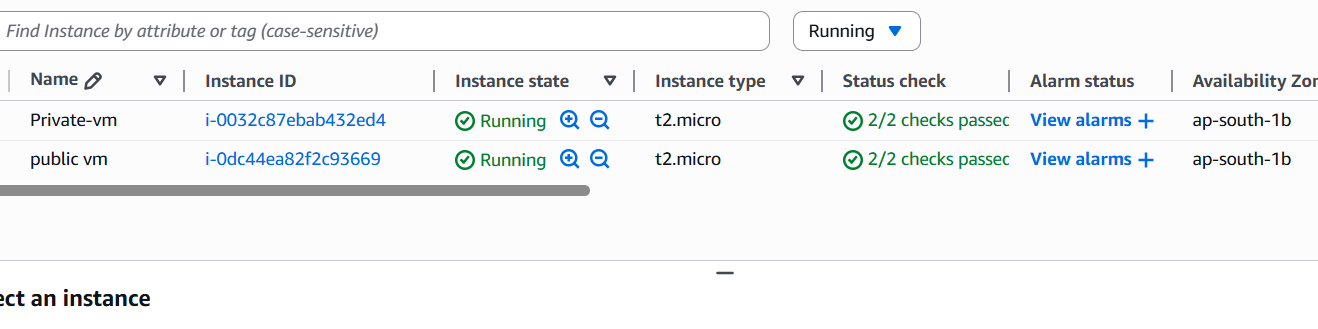 Find Instance by attribute or tag (case-sensitive) Running
Name Instance ID Instance state Instance type Status check Alarm status Availability Zon
Private-vm i-0032c87ebab432ed4 Running t2.micro 2/2 checks passec View alarms + ap-south-1b
public vm i-0dc44ea82f2c93669 Running t2.micro 2/2 checks passec View alarms + ap-south-1b
ect an instance